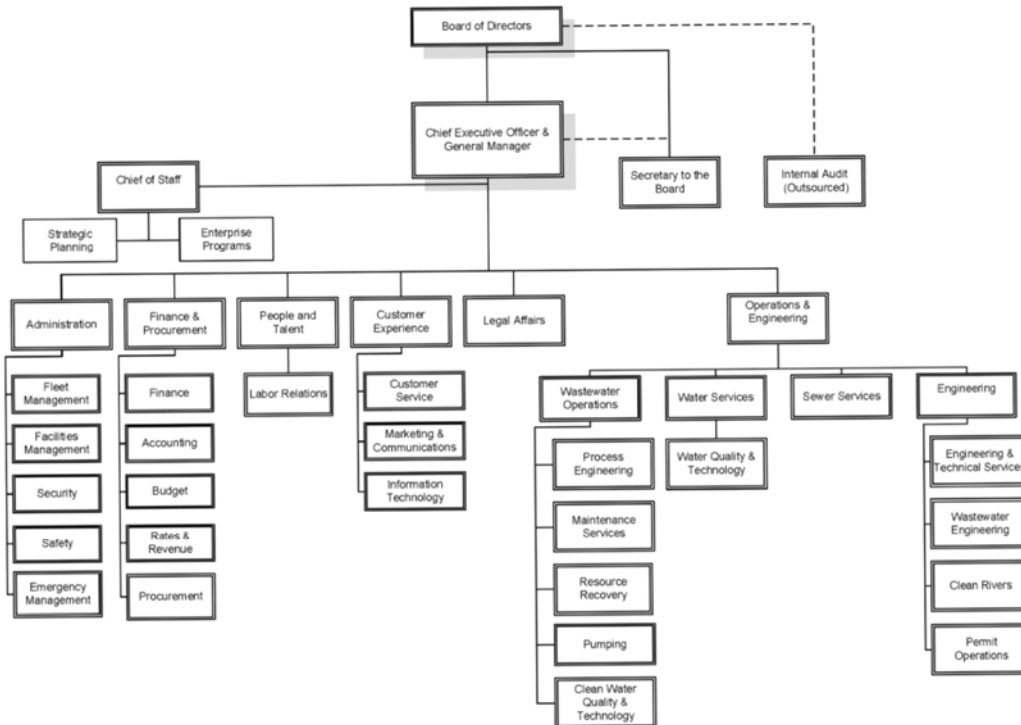 Board of Directors
Chief Executive Officer &
General Manager
Secretary to the
Board
Internal Audit
(Outsourced)
Chief of Staff
Strategic
Planning
Enterprise
Programs
Administration
Finance &
Procurement
People and
Talent
Customer
Experience
Legal Affairs
Operations &
Engineering
Fleet
Management
Facilities
Management
Security
Safety
Emergency
Management
Finance
Accounting
Budget
Rates &
Revenue
Procurement
Labor Relations
Customer
Service
Marketing &
Communications
Information
Technology
Wastewater
Operations
Water Services
Sewer Services
Engineering
Process
Engineering
Maintenance
Services
Resource
Recovery
Pumping
Clean Water
Quality &
Technology
Water Quality &
Technology
Engineering &
Technical Services
Wastewater
Engineering
Clean Rivers
Permit
Operations